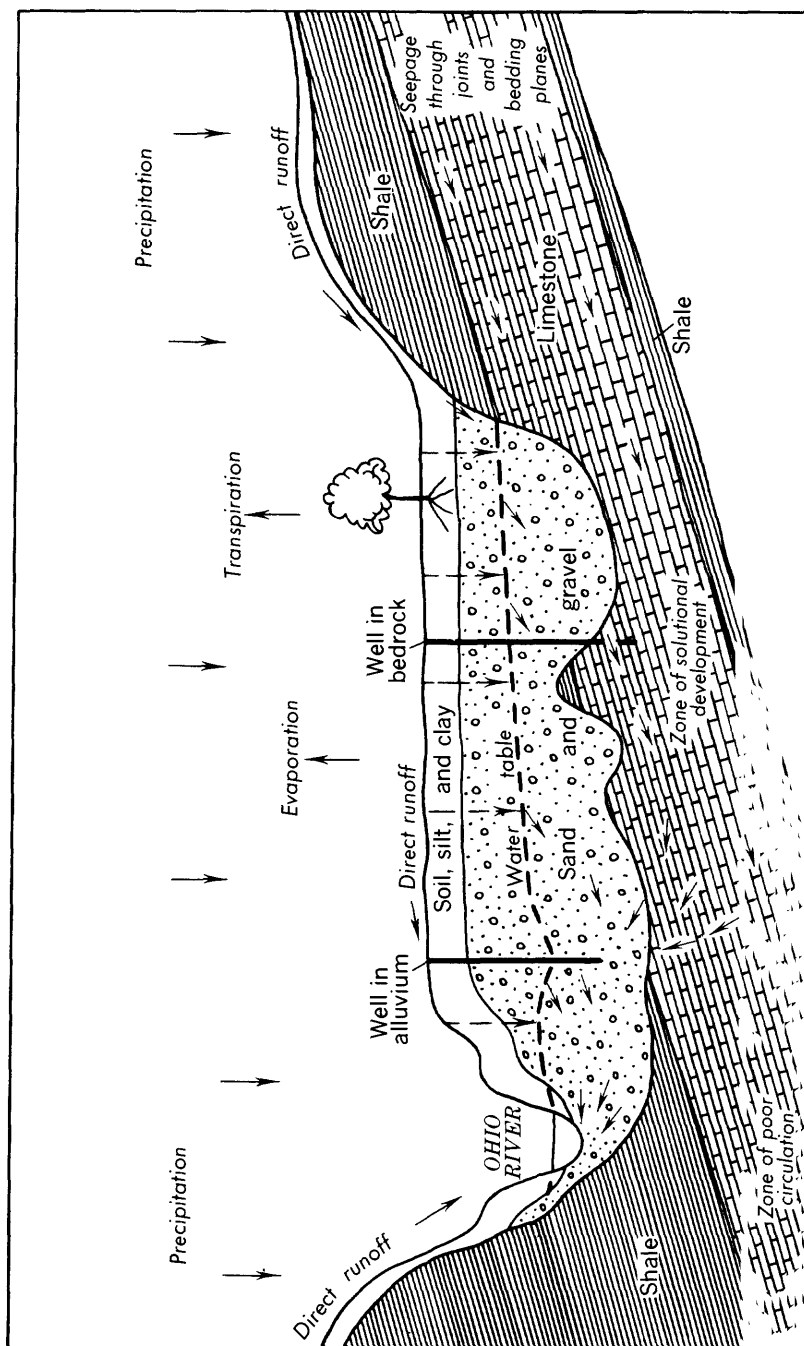 Precipitation
Evaporation
Transpiration
Precipitation
Direct runoff
OHIO
RIVER
Well in
alluvium
Direct runoff
Soil, silt, and clay
Well in
bedrock
Direct runoff
Water table
Sand and gravel
Shale
Shale
Seepage
through
joints
and
bedding
planes
Limestone
Shale
Zone of poor
circulation
Zone of solutional
development